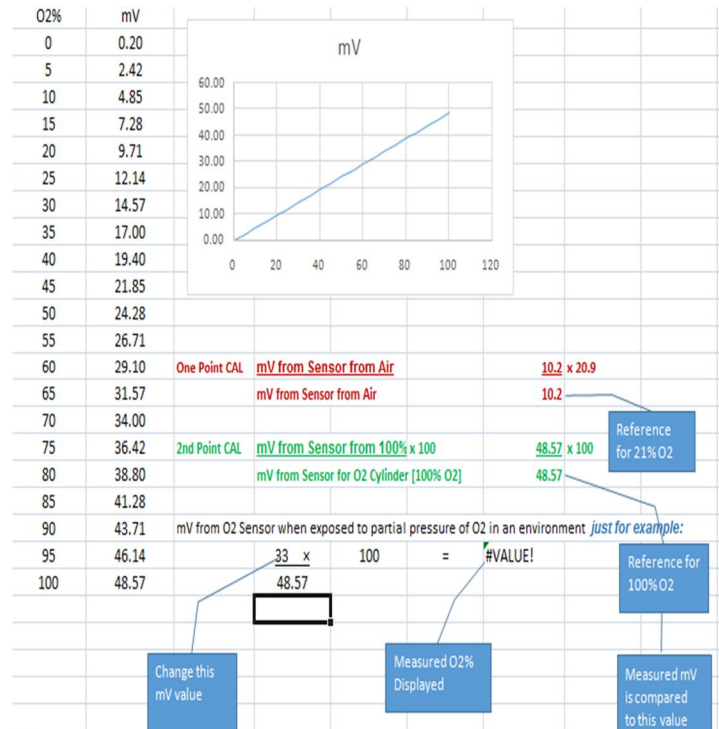 O2% mV
0 0.20
5 2.42
10 4.85
15 7.28
20 9.71
25 12.14
30 14.57
35 17.00
40 19.40
45 21.85
50 24.28
55 26.71
60 29.10
65 31.57
70 34.00
75 36.42
80 38.80
85 41.28
90 43.71
95 46.14
100 48.57
mV
60.00
50.00
40.00
30.00
20.00
10.00
0.00
0 20 40 60 80 100 120
One Point CAL mV from Sensor from Air 10.2 x 20.9
mV from Sensor from Air 10.2
Reference
for 21% O2
2nd Point CAL mV from Sensor from 100% x 100 48.57 x 100
mV from Sensor for O2 Cylinder [100% O2] 48.57
mV from O2 Sensor when exposed to partial pressure of O2 in an environment just for example:
33 x 100 = #VALUE!
48.57
Reference for
100% O2
Change this
mV value
Measured O2%
Displayed
Measured mV
is compared
to this value